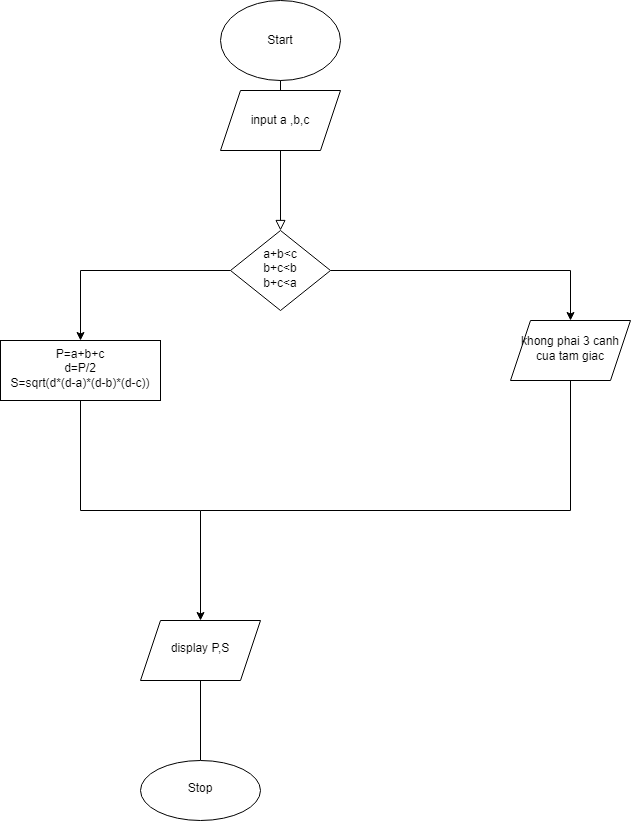 Start
input a ,b,c
a+b<c
b+c<b
b+c<a
P=a+b+c
d=P/2
S=sqrt(d*(d-a)*(d-b)*(d-c))
khong phai 3 canh
cua tam giac
display P,S
Stop